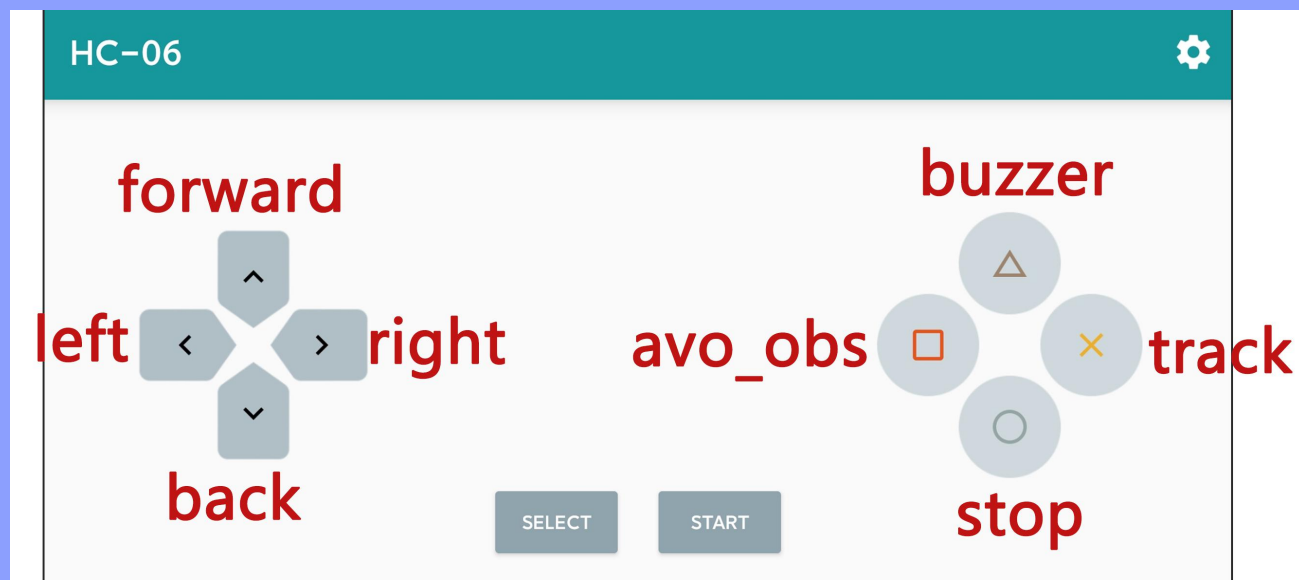 HC-06
forward
buzzer
left
right
avo_obs
track
back
stop
SELECT
START